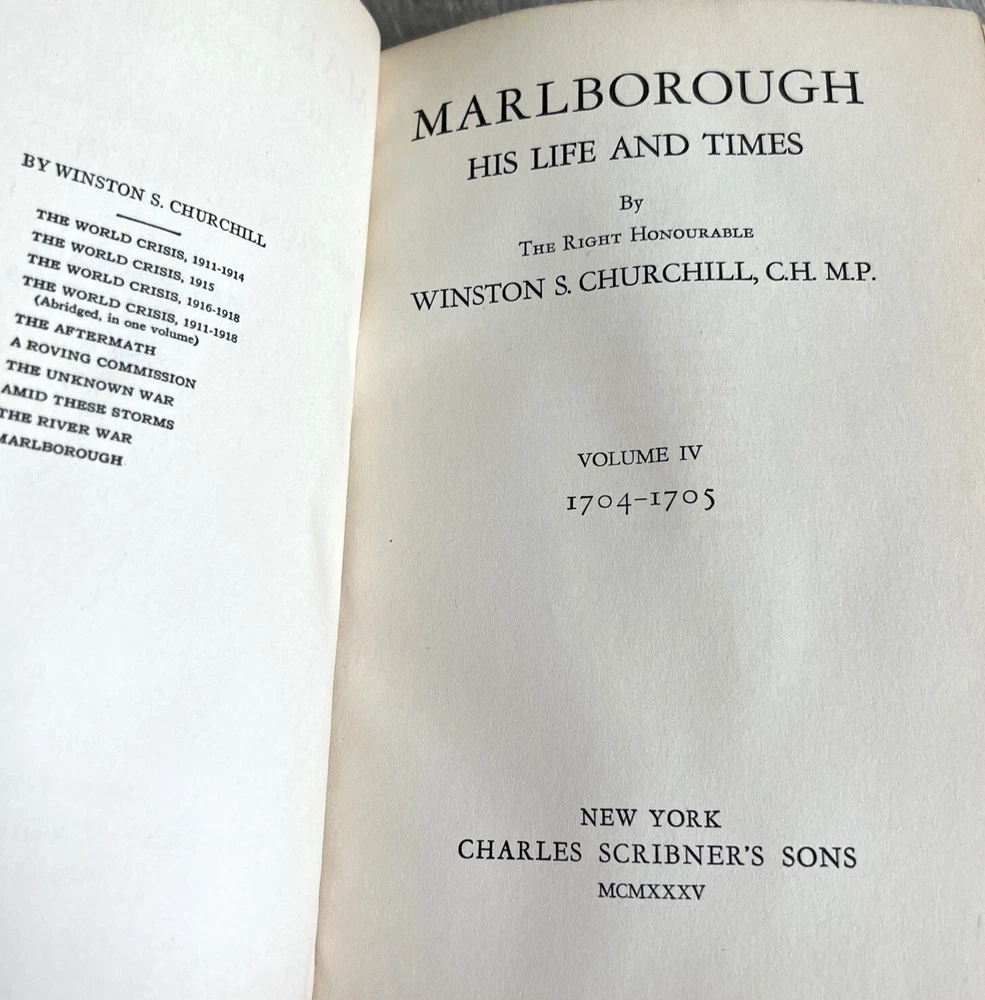 BY WINSTON S. CHURCHILL
THE WORLD CRISIS, 1911-1914
THE WORLD CRISIS, 1915
THE WORLD CRISIS, 1916-1918
THE WORLD CRISIS, 1911-1918
(Abridged, in one volume)
THE AFTERMATH
A ROVING COMMISSION
THE UNKNOWN WAR
AMID THESE STORMS
THE RIVER WAR
MARLBOROUGH
MARLBOROUGH
HIS LIFE AND TIMES
By
THE RIGHT HONOURABLE
WINSTON S. CHURCHILL, C.H. M.P.
VOLUME IV
1704–1705
NEW YORK
CHARLES SCRIBNER'S SONS
MCMXXXV